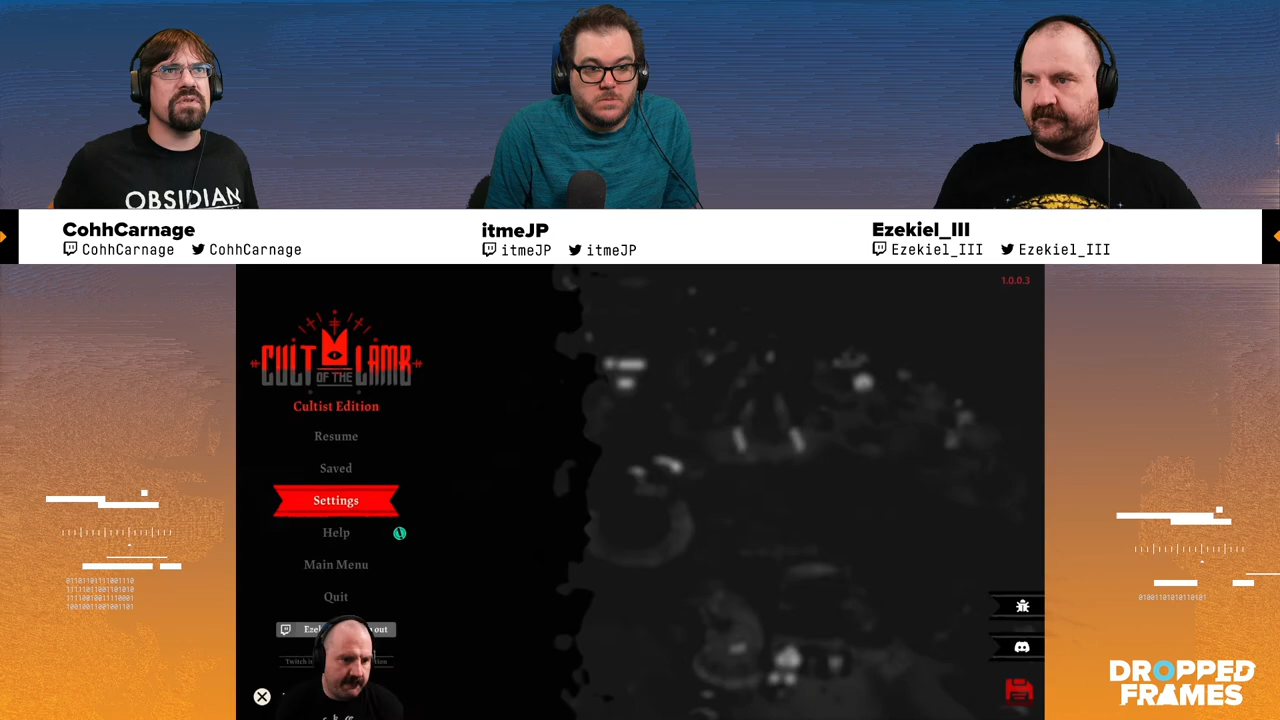 OBSIDIAN
CohhCarnage
CohhCarnage CohhCarnage
itmeJP
itmeJP itmeJP
Ezekiel_III
Ezekiel_III Ezekiel_III
1.0.0.3
CULT OF THE LAMB
Cultist Edition
Resume
Saved
Settings
Help
Main Menu
Quit
out
DROPPED
FRAMES